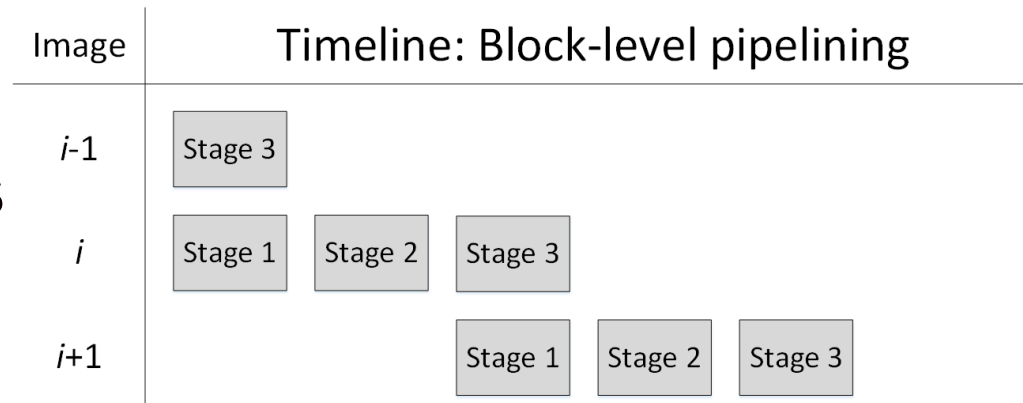 Image
Timeline: Block-level pipelining
i-1
Stage 3
i
Stage 1
Stage 2
Stage 3
i+1
Stage 1
Stage 2
Stage 3